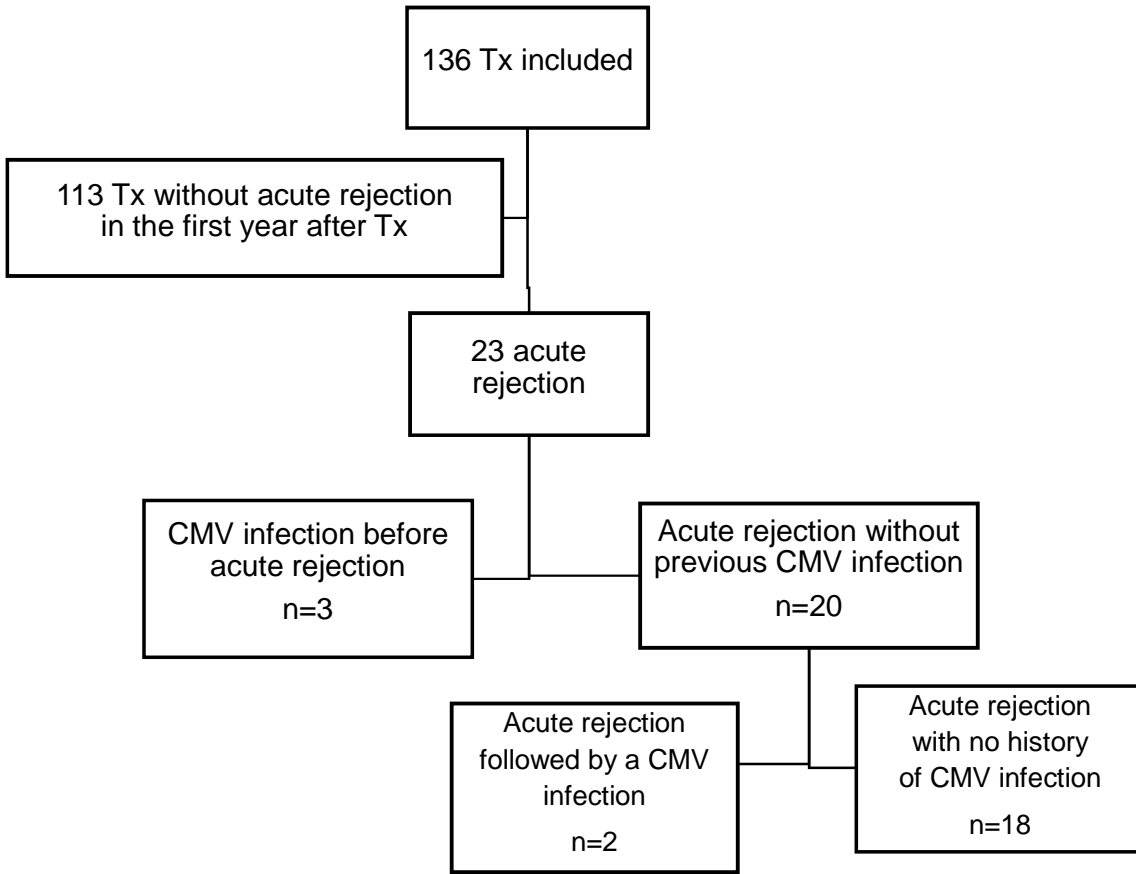 136 Tx included
113 Tx without acute rejection
in the first year after Tx
23 acute
rejection
CMV infection before
acute rejection
n=3
Acute rejection without
previous CMV infection
n=20
Acute rejection
followed by a CMV
infection
n=2
Acute rejection
with no history
of CMV infection
n=18